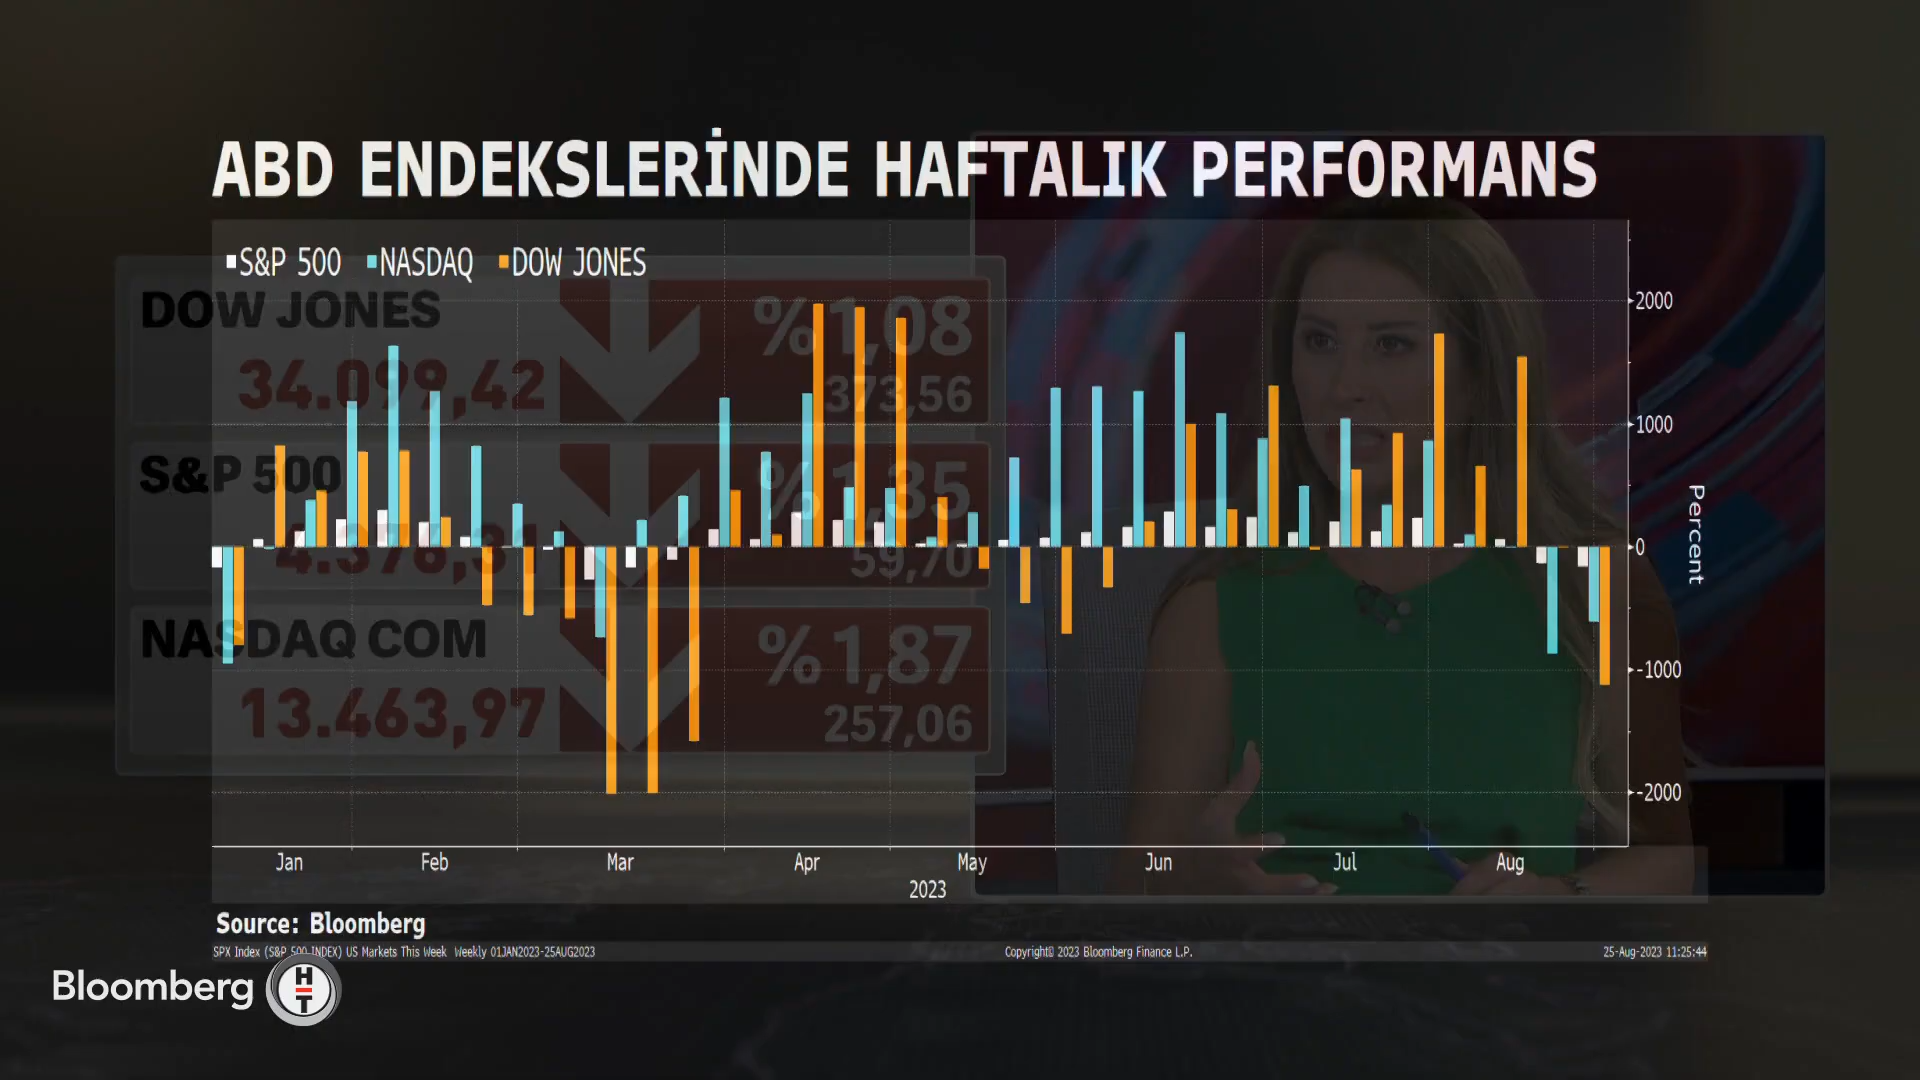 ABD ENDEKSLERİNDE HAFTALIK PERFORMANS
S&P 500 NASDAQ DOW JONES
DOW JONES
34.099,42
%1,08
373,56
S&P 500
4.376,31
%1,35
59,70
NASDAQ COM
13.463,97
%1,87
257,06
2000
1000
0
-1000
-2000
Percent
Jan Feb Mar Apr May Jun Jul Aug
2023
Source: Bloomberg
SPX Index (S&P 500 INDEX) US Markets This Week Weekly 01JAN2023-25AUG2023 Copyright© 2023 Bloomberg Finance L.P. 25-Aug-2023 11:25:44
Bloomberg HT